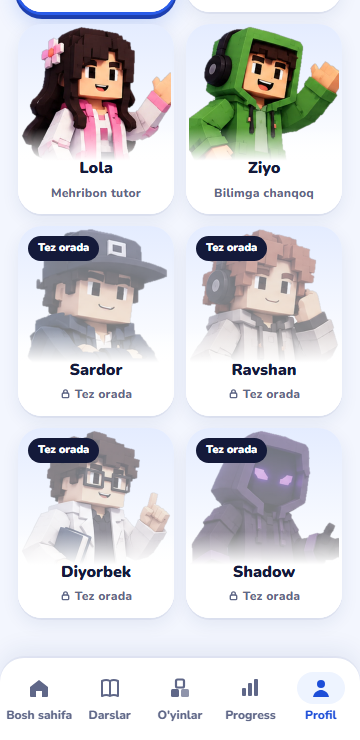 Lola
Ziyo
Mehribon tutor
Bilimga chanqoq
Tez orada
Tez orada
Sardor
Ravshan
Tez orada
Tez orada
Tez orada
Tez orada
Diyorbek
Shadow
Tez orada
Tez orada
Bosh sahifa
Darslar
O'yinlar
Progress
Profil